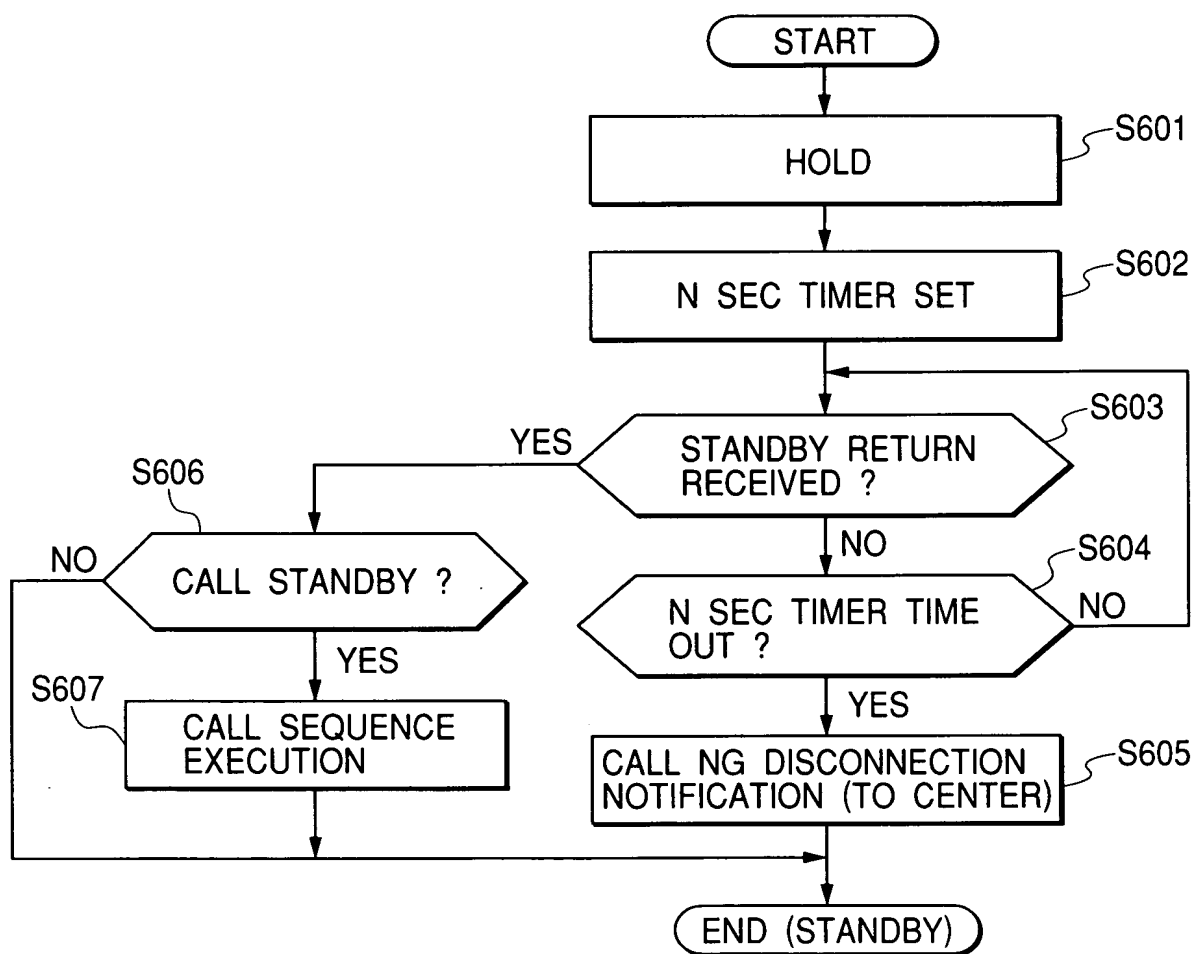 START
S601
HOLD
S602
N SEC TIMER SET
S603
STANDBY RETURN
RECEIVED ?
YES
NO
S606
CALL STANDBY ?
NO
YES
S604
N SEC TIMER TIME
OUT ?
NO
YES
S607
CALL SEQUENCE
EXECUTION
S605
CALL NG DISCONNECTION
NOTIFICATION (TO CENTER)
END (STANDBY)